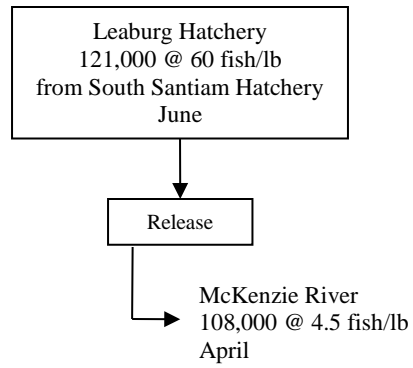 Leaburg Hatchery
121,000 @ 60 fish/lb
from South Santiam Hatchery
June
Release
McKenzie River
108,000 @ 4.5 fish/lb
April